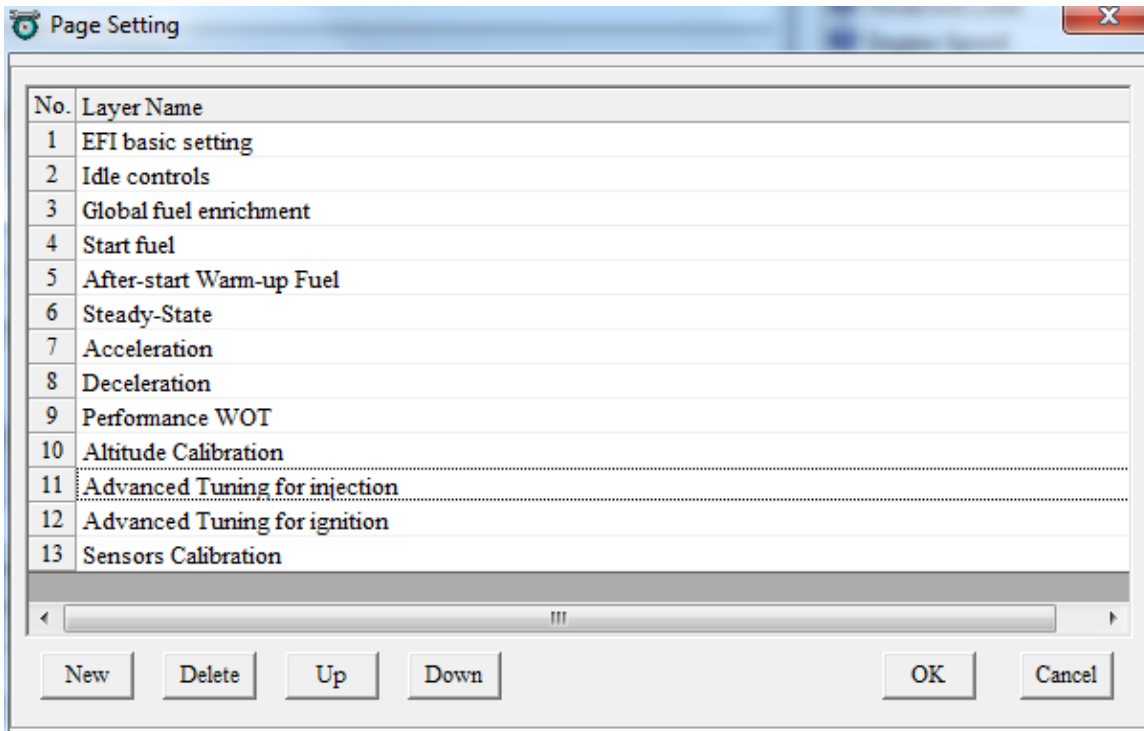 Page Setting
No. Layer Name
1 EFI basic setting
2 Idle controls
3 Global fuel enrichment
4 Start fuel
5 After-start Warm-up Fuel
6 Steady-State
7 Acceleration
8 Deceleration
9 Performance WOT
10 Altitude Calibration
11 Advanced Tuning for injection
12 Advanced Tuning for ignition
13 Sensors Calibration
New Delete Up Down OK Cancel